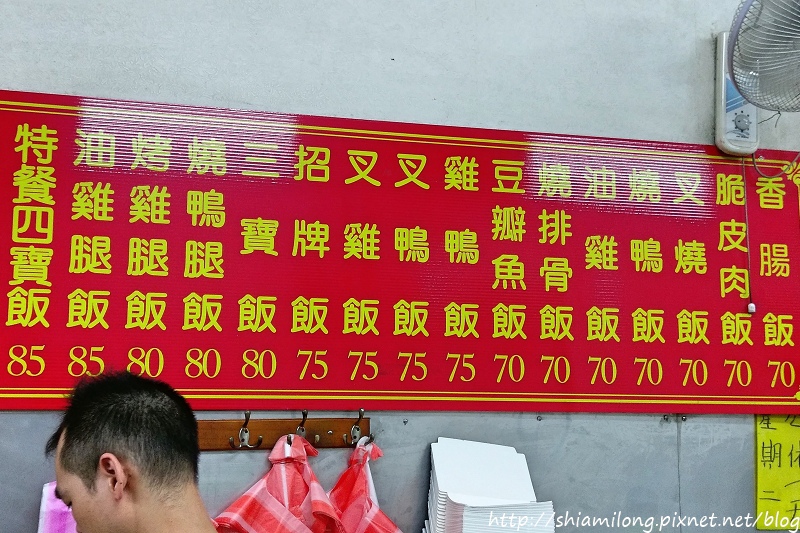 特餐四寶飯 85
油雞腿飯 85
烤雞腿飯 80
燒鴨腿飯 80
三寶飯 80
招牌飯 75
叉雞飯 75
叉鴨飯 75
雞鴨飯 75
豆瓣魚飯 70
燒排骨飯 70
油雞飯 70
燒鴨飯 70
叉燒飯 70
脆皮肉飯 70
香腸飯 70
星期二
http://shiamilong.pixnet.net/blog